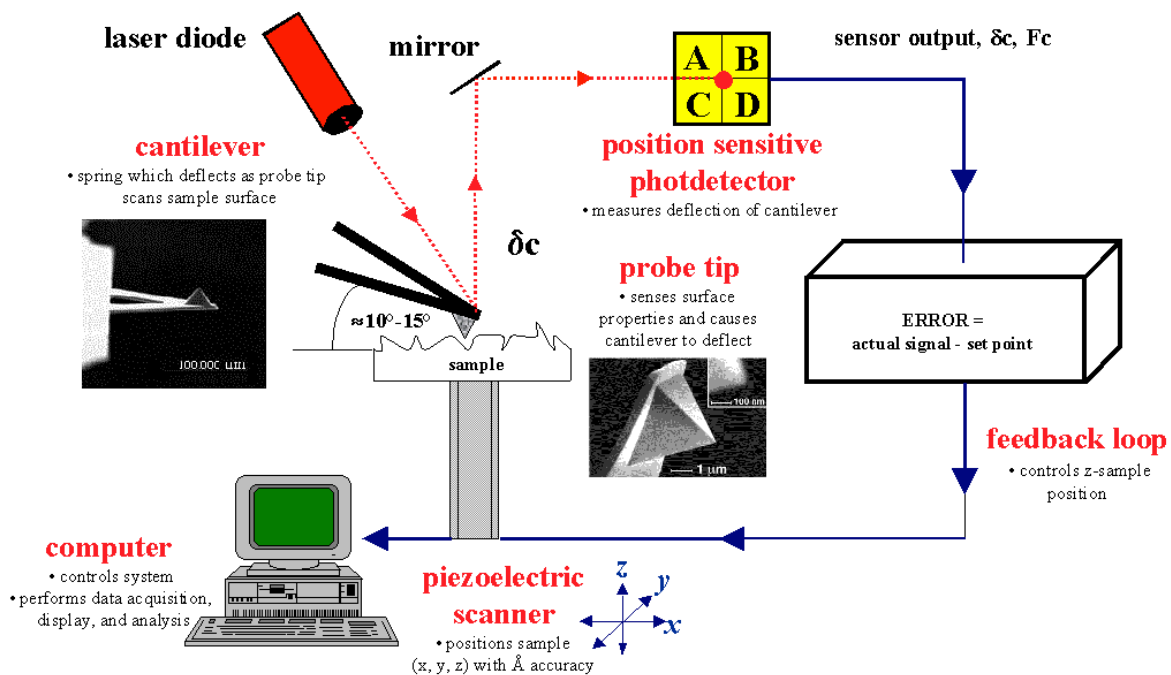 laser diode
mirror
A B
C D
sensor output, δc, Fc
cantilever
• spring which deflects as probe tip
scans sample surface
100.000 µm
δc
≈10°-15°
sample
position sensitive
photdetector
• measures deflection of cantilever
probe tip
• senses surface
properties and causes
cantilever to deflect
100 nm
1 µm
ERROR =
actual signal - set point
feedback loop
• controls z-sample
position
computer
• controls system
• performs data acquisition,
display, and analysis
piezoelectric
scanner
• positions sample
(x, y, z) with Å accuracy
z
y
x